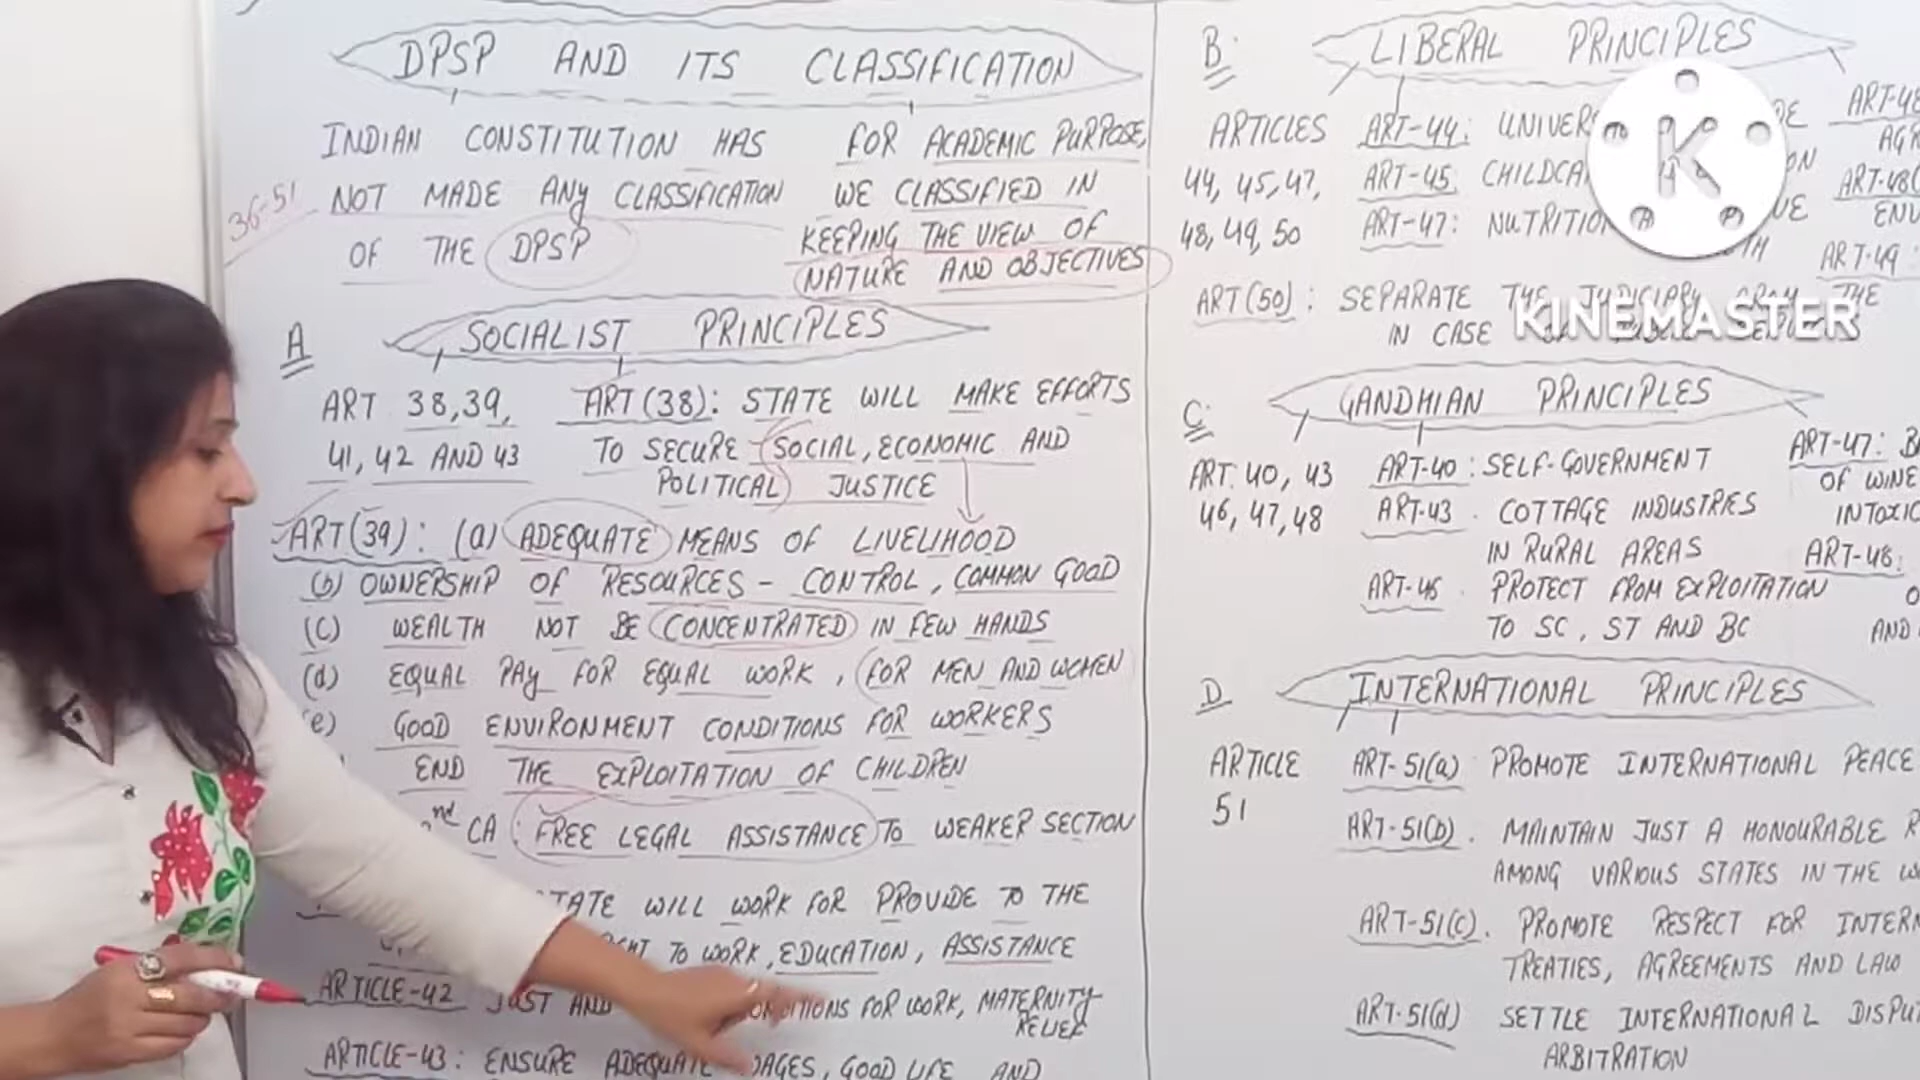 DPSP AND ITS CLASSIFICATION
INDIAN CONSTITUTION HAS
NOT MADE ANY CLASSIFICATION
OF THE DPSP
36-51
FOR ACADEMIC PURPOSE,
WE CLASSIFIED IN
KEEPING THE VIEW OF
NATURE AND OBJECTIVES
A SOCIALIST PRINCIPLES
ART 38,39,
41, 42 AND 43
ART (38): STATE WILL MAKE EFFORTS
TO SECURE SOCIAL, ECONOMIC AND
POLITICAL JUSTICE
ART (39): (a) ADEQUATE MEANS OF LIVELIHOOD
(b) OWNERSHIP OF RESOURCES - CONTROL, COMMON GOOD
(C) WEALTH NOT BE CONCENTRATED IN FEW HANDS
(d) EQUAL PAY FOR EQUAL WORK, FOR MEN AND WOMEN
(e) GOOD ENVIRONMENT CONDITIONS FOR WORKERS
END THE EXPLOITATION OF CHILDREN
nd CA: FREE LEGAL ASSISTANCE TO WEAKER SECTION
STATE WILL WORK FOR PROVIDE TO THE
TO WORK, EDUCATION, ASSISTANCE
ARTICLE-42 JUST AND CONDITIONS FOR WORK, MATERNITY
RELIEF
ARTICLE-43: ENSURE ADEQUATE WAGES, GOOD LIFE AND
B. LIBERAL PRINCIPLES
ARTICLES
44, 45, 47,
48, 49, 50
ART-44:
ART-45
ART-47: NUTRITION
ART-49
ART(50): SEPARATE THE JUDICIARY FROM THE
IN CASE
K
KINEMASTER
C. GANDHIAN PRINCIPLES
ART. 40, 43
46, 47, 48
ART-40: SELF-GOVERNMENT
ART-43. COTTAGE INDUSTRIES
IN RURAL AREAS
ART-46. PROTECT FROM EXPLOITATION
TO SC, ST AND BC
ART-47:
OF WINE
ART-48:
AND
D INTERNATIONAL PRINCIPLES
ARTICLE
51
ART-51(a) PROMOTE INTERNATIONAL PEACE
ART-51(b). MAINTAIN JUST A HONOURABLE
AMONG VARIOUS STATES IN THE
ART-51(c). PROMOTE RESPECT FOR
TREATIES, AGREEMENTS AND LAW
ART-51(d) SETTLE INTERNATIONAL
ARBITRATION